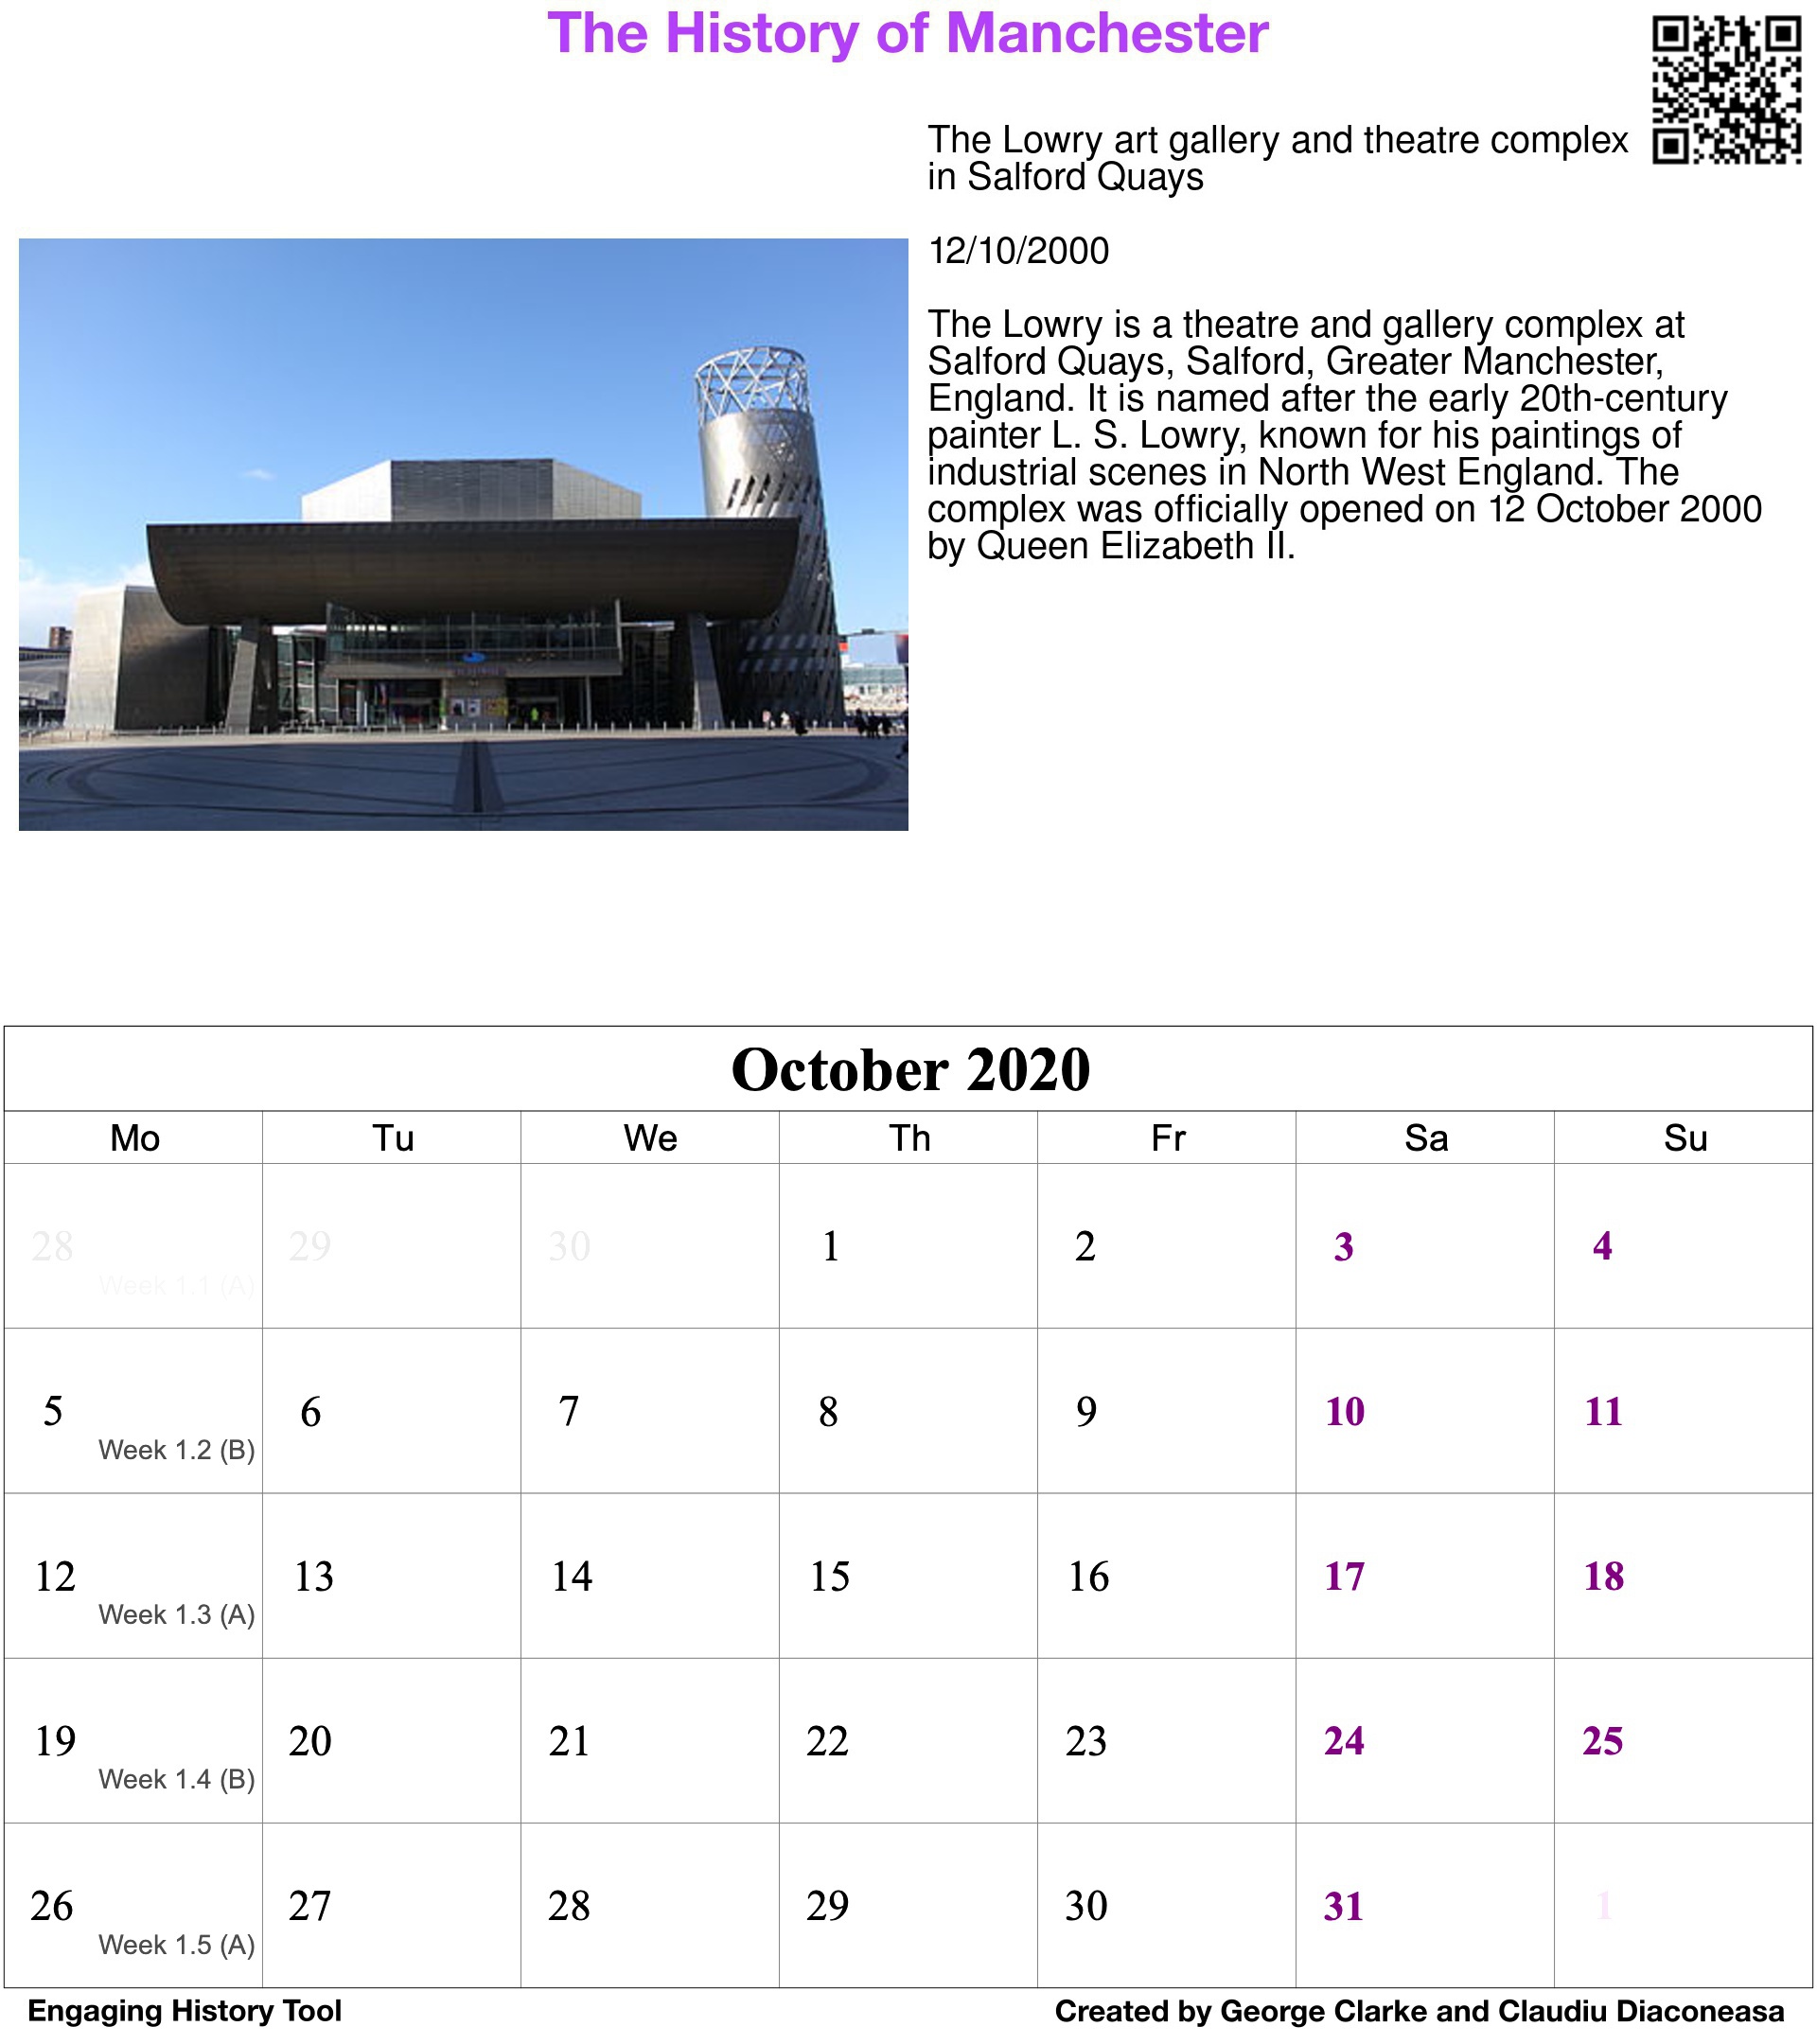 The History of Manchester
The Lowry art gallery and theatre complex
in Salford Quays
12/10/2000
The Lowry is a theatre and gallery complex at
Salford Quays, Salford, Greater Manchester,
England. It is named after the early 20th-century
painter L. S. Lowry, known for his paintings of
industrial scenes in North West England. The
complex was officially opened on 12 October 2000
by Queen Elizabeth II.
October 2020
Mo Tu We Th Fr Sa Su
28 29 30 1 2 3 4
Week 1.1 (A)
5 6 7 8 9 10 11
Week 1.2 (B)
12 13 14 15 16 17 18
Week 1.3 (A)
19 20 21 22 23 24 25
Week 1.4 (B)
26 27 28 29 30 31 1
Week 1.5 (A)
Engaging History Tool Created by George Clarke and Claudiu Diaconeasa